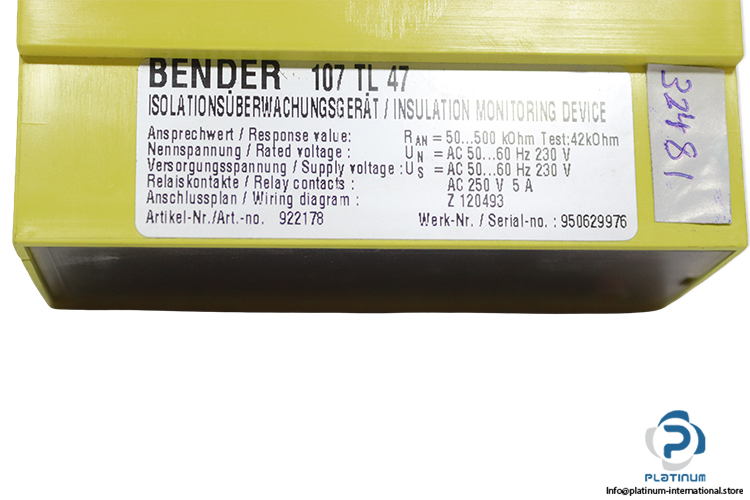 BENDER 107 TL 47
ISOLATIONSÜBERWACHUNGSGERÄT / INSULATION MONITORING DEVICE
Ansprechwert / Response value: R AN = 50...500 kOhm Test:42kOhm
Nennspannung / Rated voltage : U N = AC 50...60 Hz 230 V
Versorgungsspannung / Supply voltage : U S = AC 50...60 Hz 230 V
Relaiskontakte / Relay contacts : AC 250 V 5 A
Anschlussplan / Wiring diagram : Z 120493
Artikel-Nr./Art.-no. 922178 Werk-Nr. / Serial-no. : 950629976
32481
PLATINUM
Info@platinum-international.store